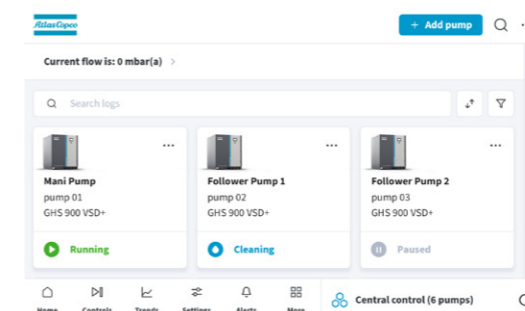 Atlas Copco
+ Add pump
Current flow is: 0 mbar(a) >
Search logs
Mani Pump
pump 01
GHS 900 VSD+
Running
Follower Pump 1
pump 02
GHS 900 VSD+
Cleaning
Follower Pump 2
pump 03
GHS 900 VSD+
Paused
Home
Controls
Trends
Settings
Alerts
More
Central control (6 pumps)